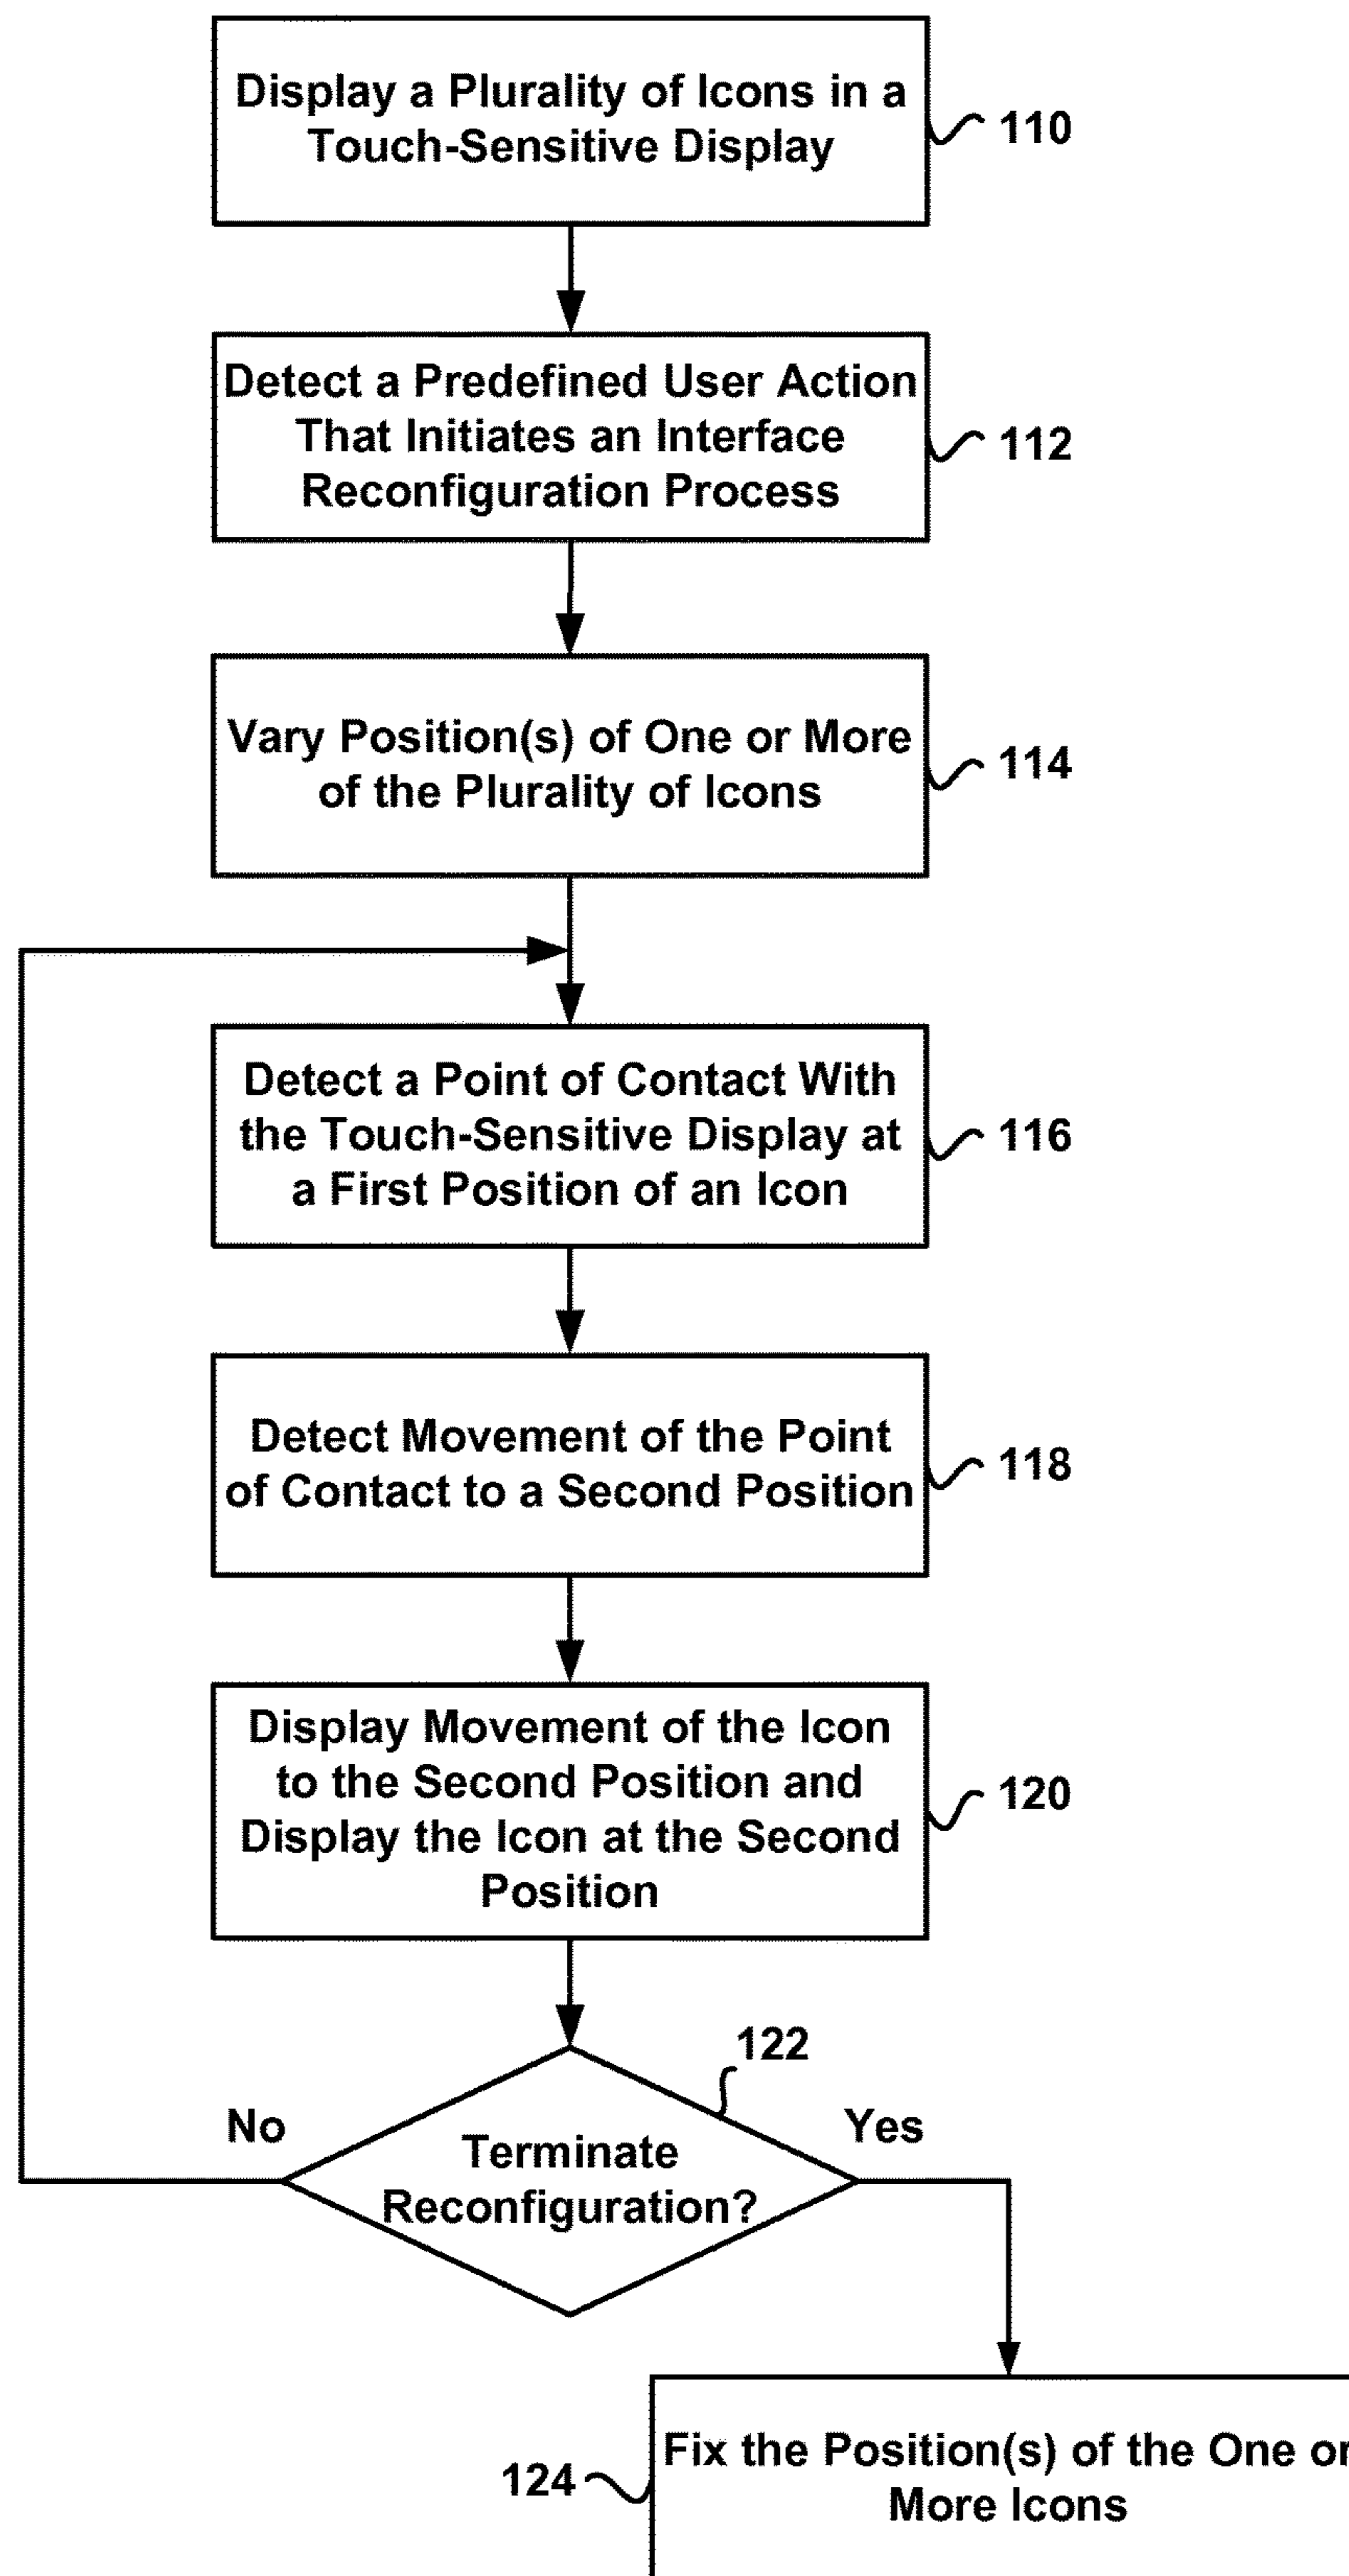 Display a Plurality of Icons in a
Touch-Sensitive Display
110
Detect a Predefined User Action
That Initiates an Interface
Reconfiguration Process
112
Vary Position(s) of One or More
of the Plurality of Icons
114
Detect a Point of Contact With
the Touch-Sensitive Display at
a First Position of an Icon
116
Detect Movement of the Point
of Contact to a Second Position
118
Display Movement of the Icon
to the Second Position and
Display the Icon at the Second
Position
120
122
No
Yes
Terminate
Reconfiguration?
Fix the Position(s) of the One or
More Icons
124